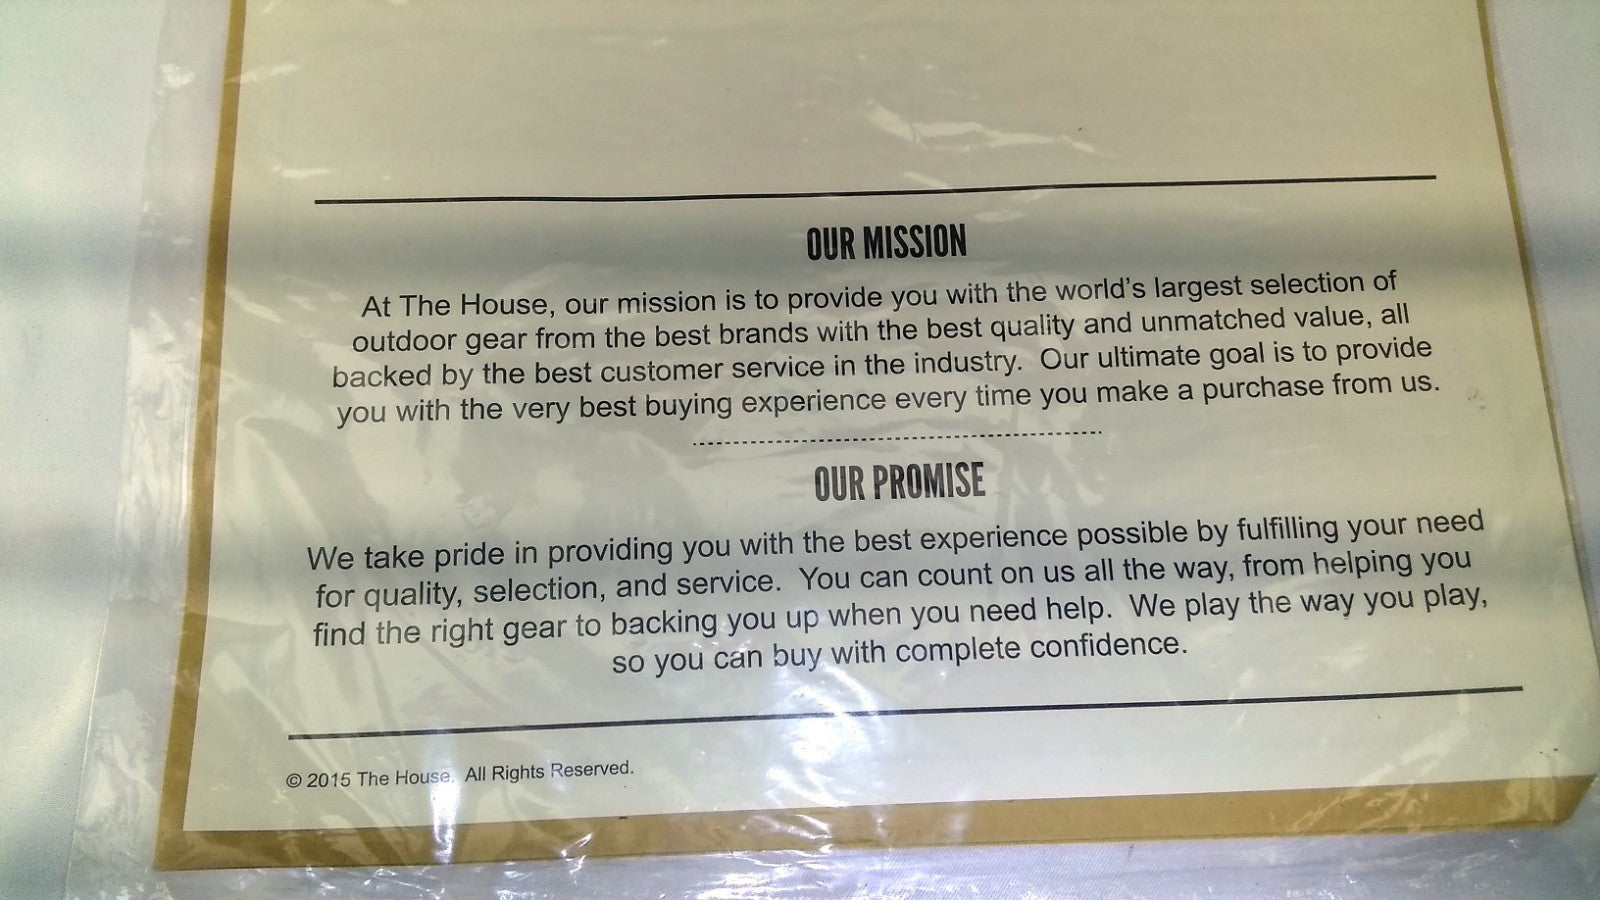 OUR MISSION
At The House, our mission is to provide you with the world's largest selection of
outdoor gear from the best brands with the best quality and unmatched value, all
backed by the best customer service in the industry.  Our ultimate goal is to provide
you with the very best buying experience every time you make a purchase from us.
OUR PROMISE
We take pride in providing you with the best experience possible by fulfilling your need
for quality, selection, and service.  You can count on us all the way, from helping you
find the right gear to backing you up when you need help.  We play the way you play,
so you can buy with complete confidence.
© 2015 The House.  All Rights Reserved.